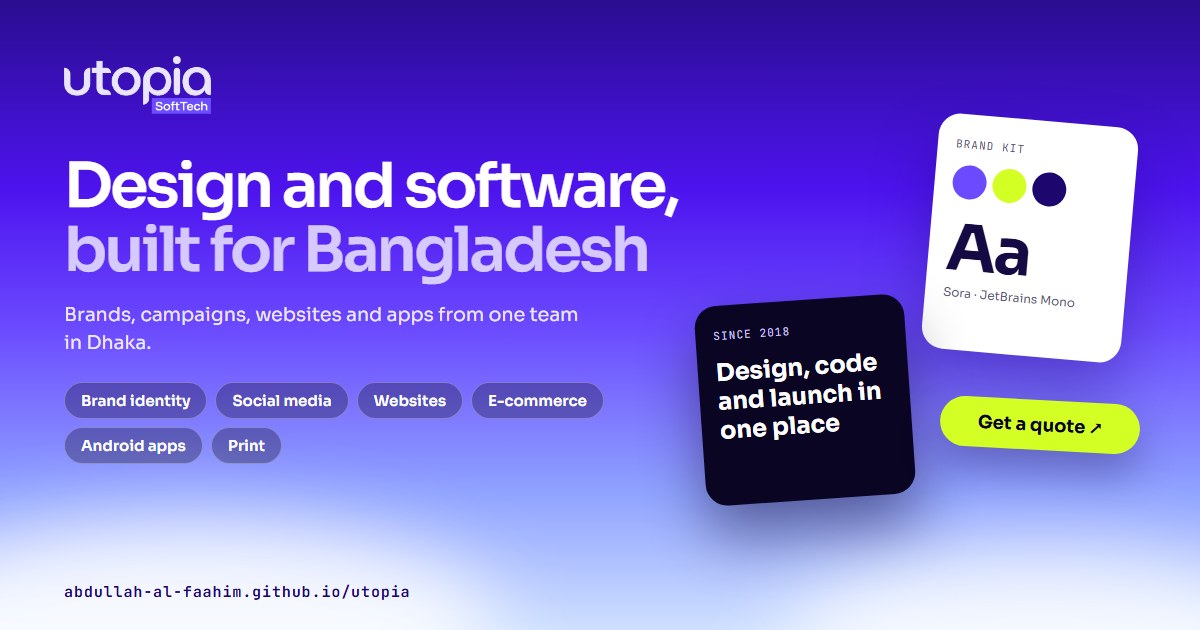 utopia
SoftTech
Design and software,
built for Bangladesh
Brands, campaigns, websites and apps from one team
in Dhaka.
Brand identity
Social media
Websites
E-commerce
Android apps
Print
SINCE 2018
Design, code
and launch in
one place
BRAND KIT
Aa
Sora · JetBrains Mono
Get a quote ↗
abdullah-al-faahim.github.io/utopia